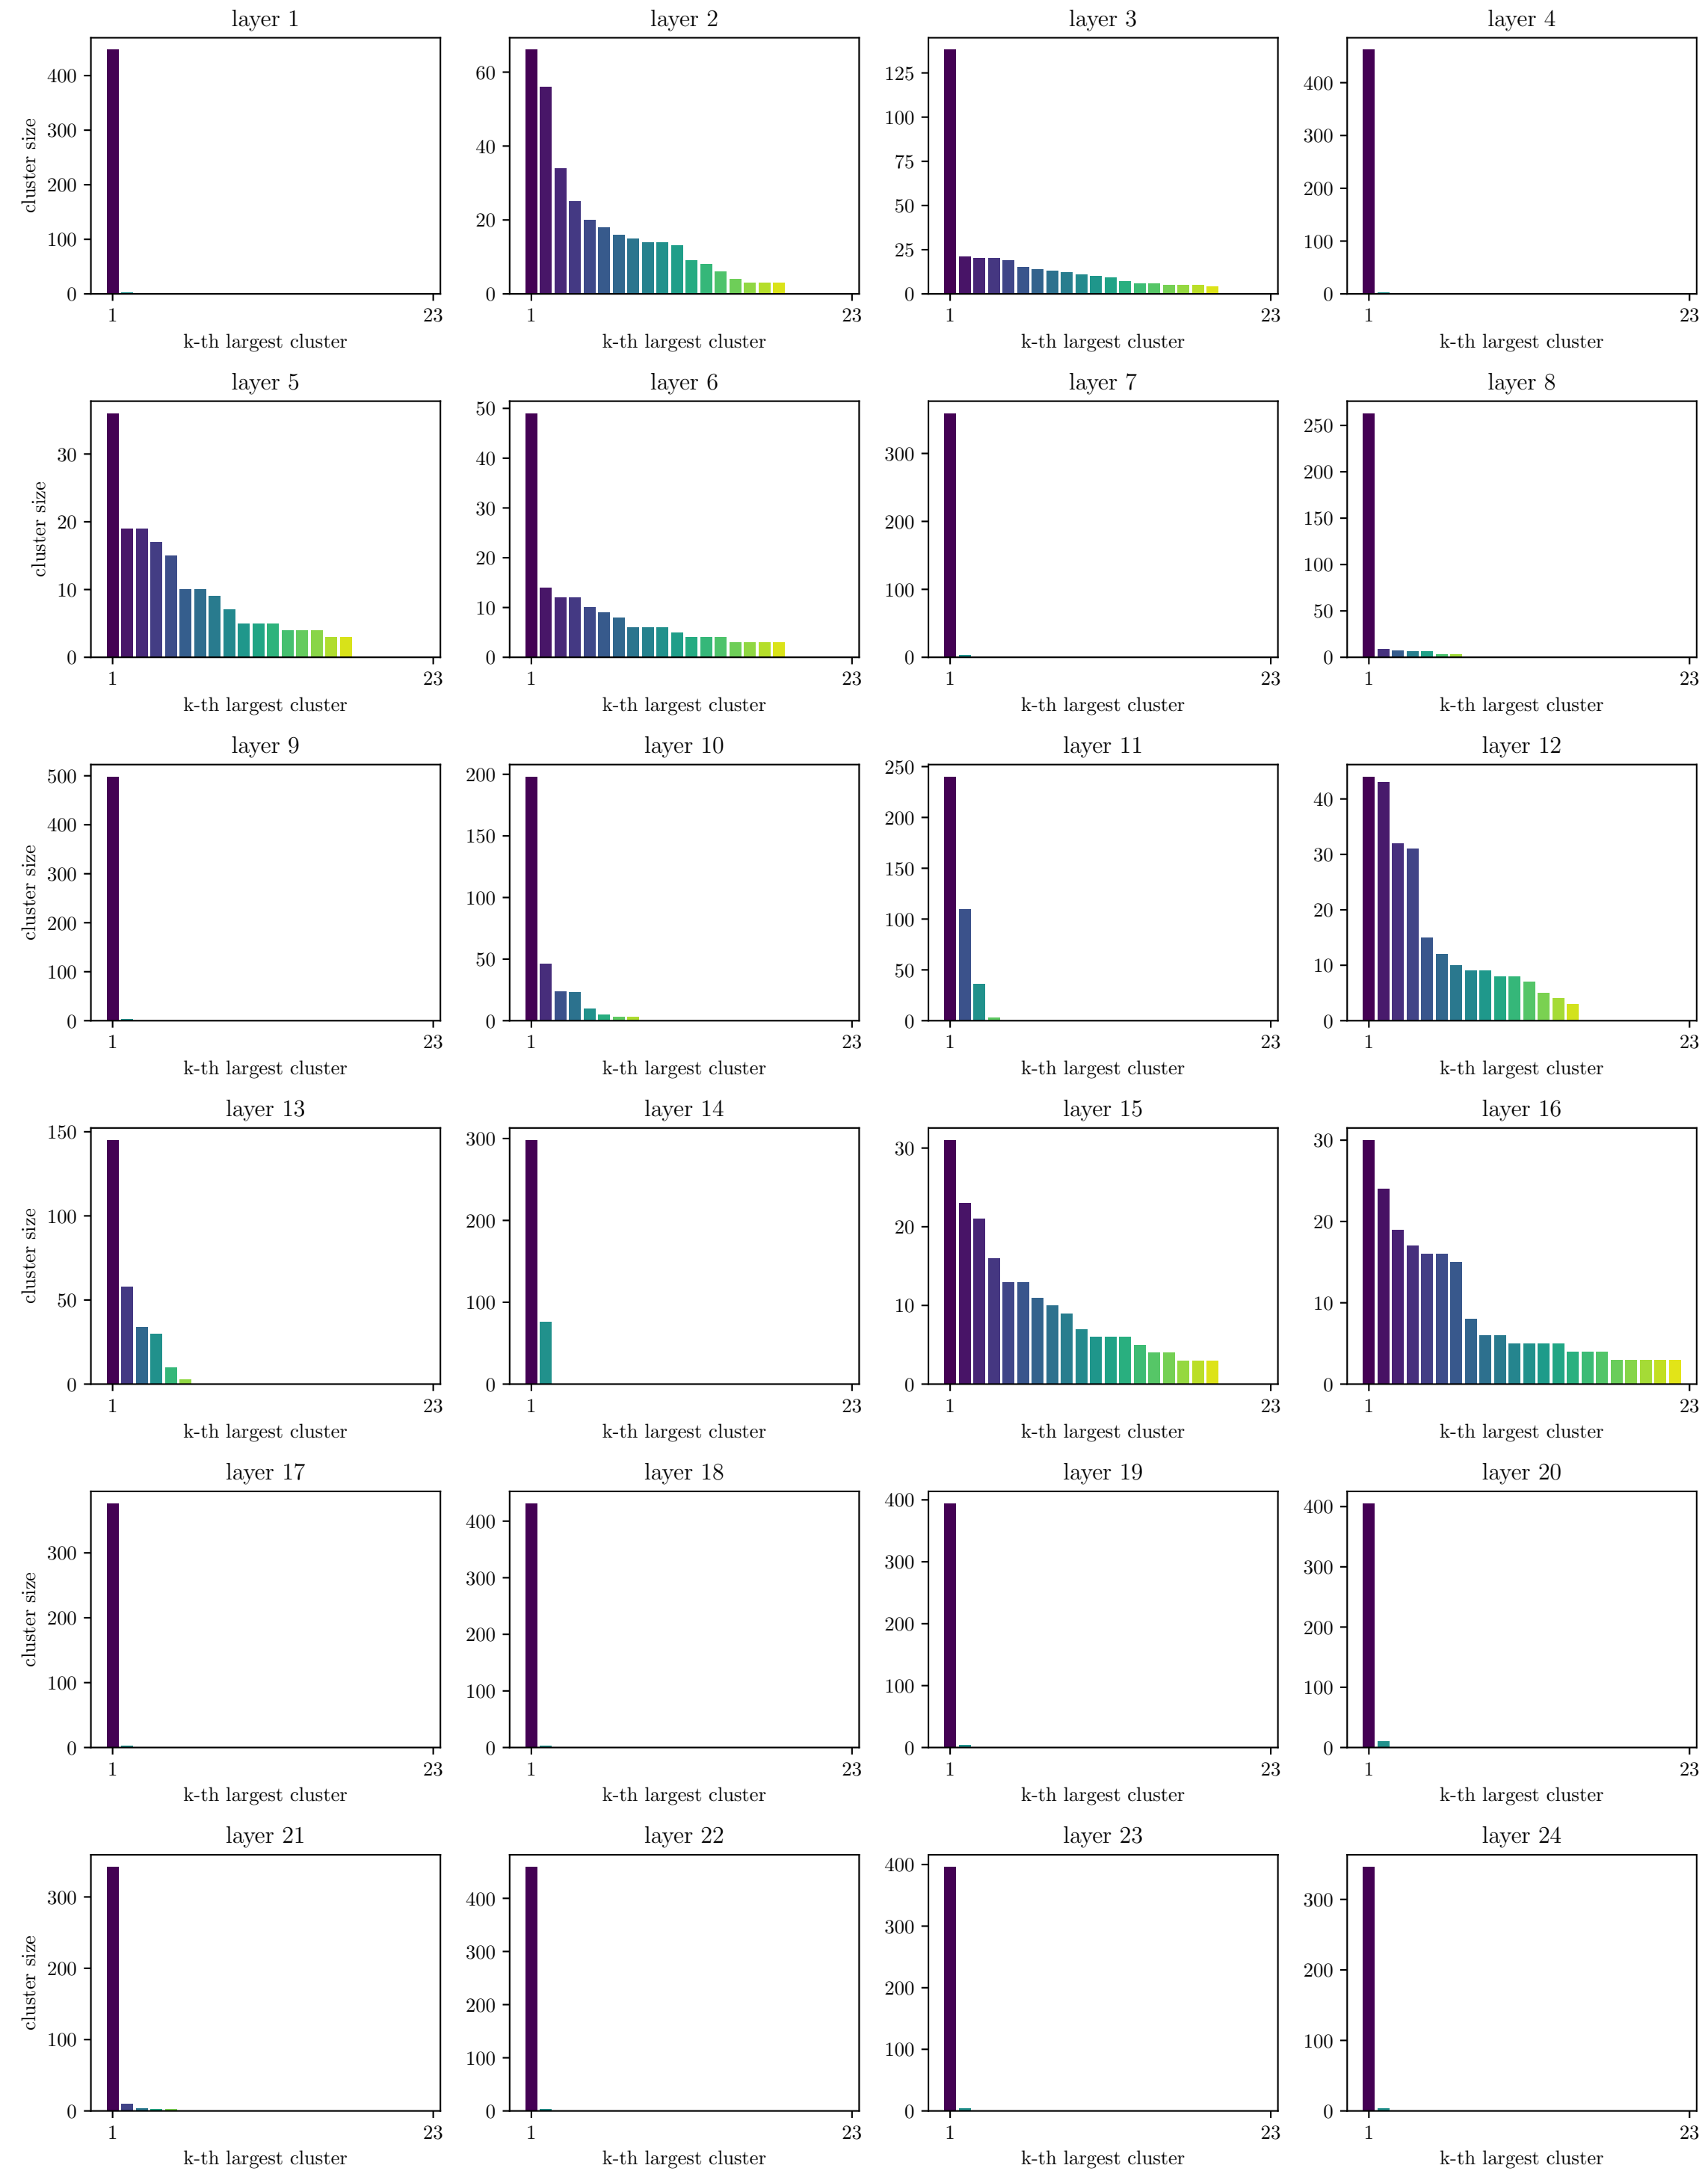 layer 1
layer 2
layer 3
layer 4
cluster size
400
300
200
100
0
60
40
20
0
125
100
75
50
25
0
400
300
200
100
0
1 23
1 23
1 23
1 23
k-th largest cluster
k-th largest cluster
k-th largest cluster
k-th largest cluster
layer 5
layer 6
layer 7
layer 8
cluster size
30
20
10
0
50
40
30
20
10
0
300
200
100
0
250
200
150
100
50
0
1 23
1 23
1 23
1 23
k-th largest cluster
k-th largest cluster
k-th largest cluster
k-th largest cluster
layer 9
layer 10
layer 11
layer 12
cluster size
500
400
300
200
100
0
200
150
100
50
0
250
200
150
100
50
0
40
30
20
10
0
1 23
1 23
1 23
1 23
k-th largest cluster
k-th largest cluster
k-th largest cluster
k-th largest cluster
layer 13
layer 14
layer 15
layer 16
cluster size
150
100
50
0
300
200
100
0
30
20
10
0
30
20
10
0
1 23
1 23
1 23
1 23
k-th largest cluster
k-th largest cluster
k-th largest cluster
k-th largest cluster
layer 17
layer 18
layer 19
layer 20
cluster size
300
200
100
0
400
300
200
100
0
400
300
200
100
0
400
300
200
100
0
1 23
1 23
1 23
1 23
k-th largest cluster
k-th largest cluster
k-th largest cluster
k-th largest cluster
layer 21
layer 22
layer 23
layer 24
cluster size
300
200
100
0
400
300
200
100
0
400
300
200
100
0
300
200
100
0
1 23
1 23
1 23
1 23
k-th largest cluster
k-th largest cluster
k-th largest cluster
k-th largest cluster